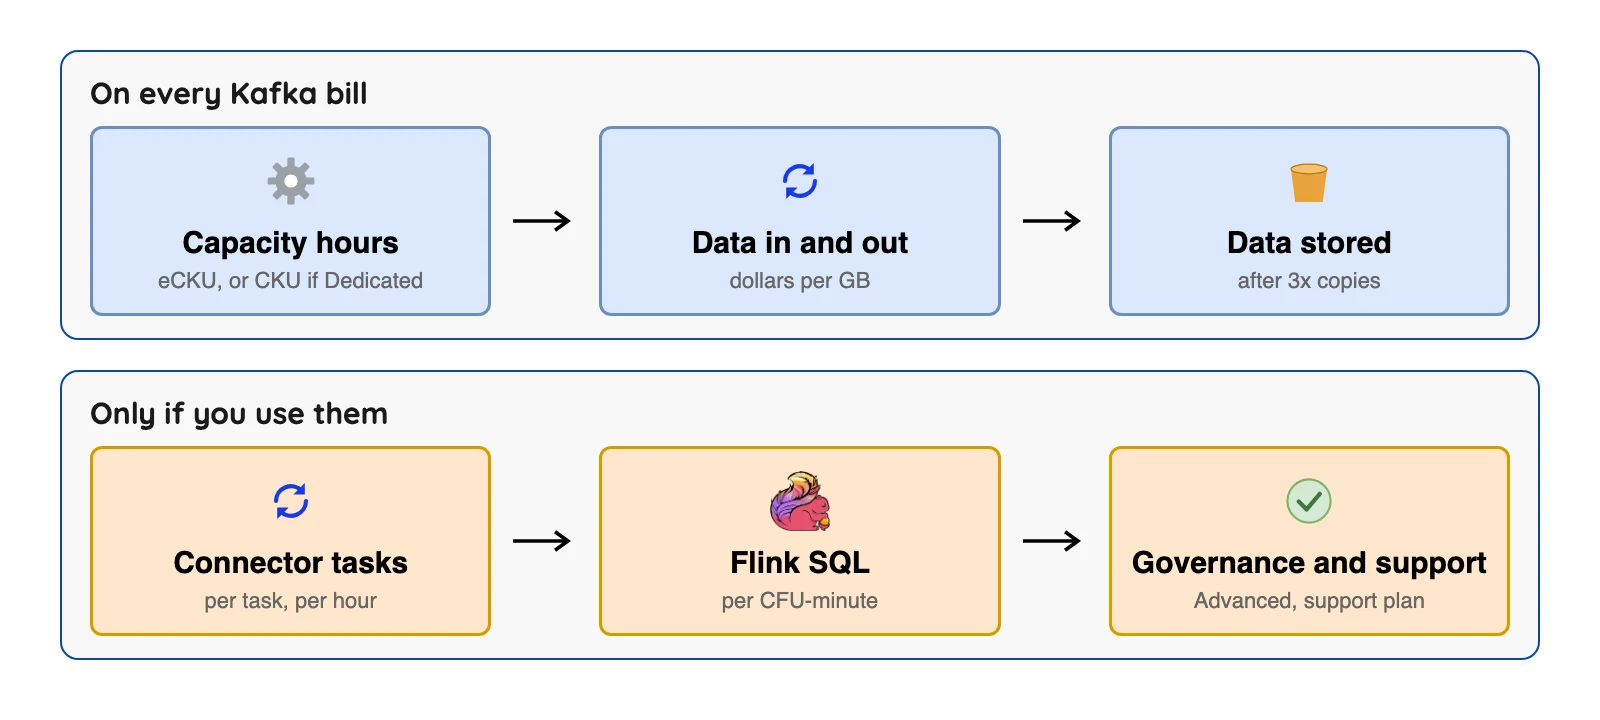 On every Kafka bill
Capacity hours
eCKU, or CKU if Dedicated
Data in and out
dollars per GB
Data stored
after 3x copies
Only if you use them
Connector tasks
per task, per hour
Flink SQL
per CFU-minute
Governance and support
Advanced, support plan